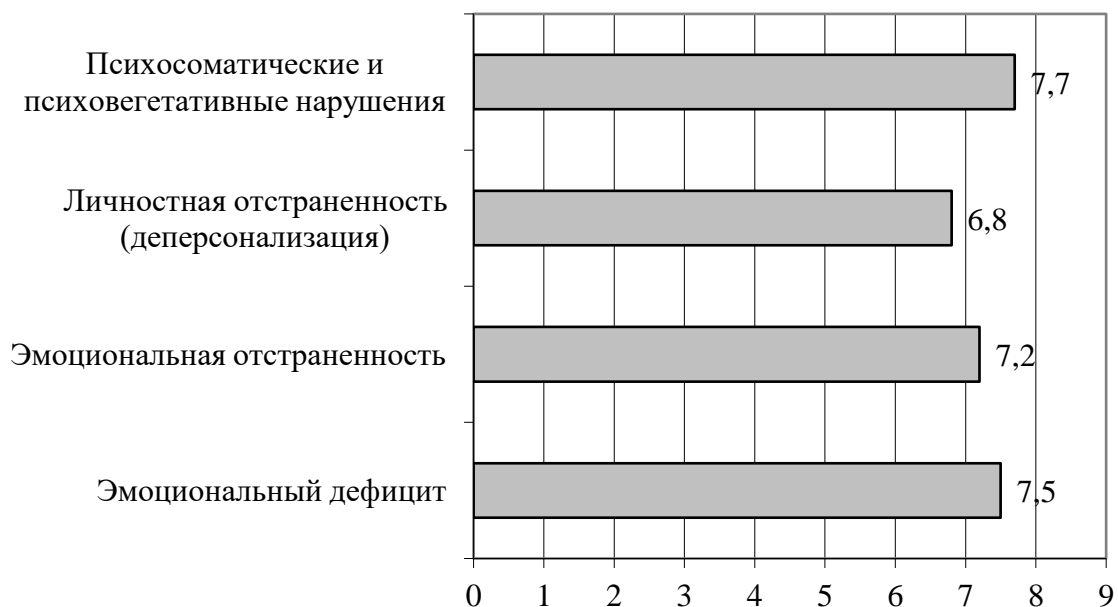 Психосоматические и
психовегетативные нарушения
7,7
Личностная отстраненность
(деперсонализация)
6,8
Эмоциональная отстраненность
7,2
Эмоциональный дефицит
7,5
0 1 2 3 4 5 6 7 8 9